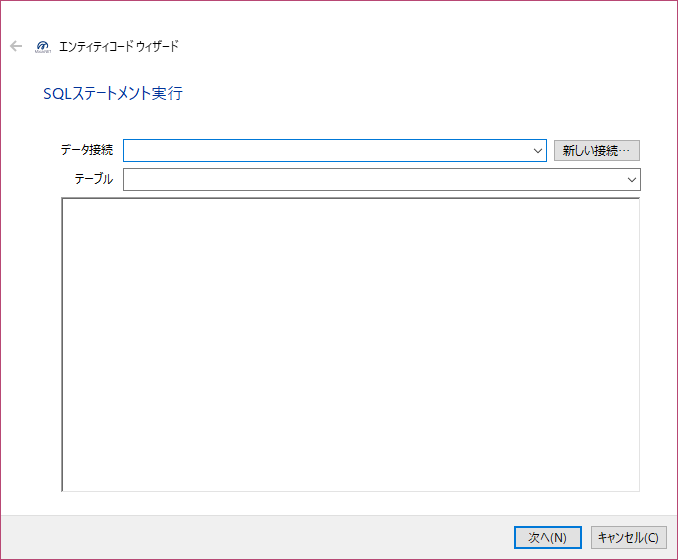 エンティティコード ウィザード
SQLステートメント実行
データ接続
新しい接続…
テーブル
次へ(N)
キャンセル(C)